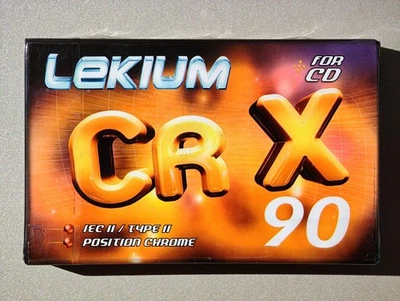 LeKIUM
FOR
CD
CR X
90
IEC II / TYPE II
POSITION CHROME